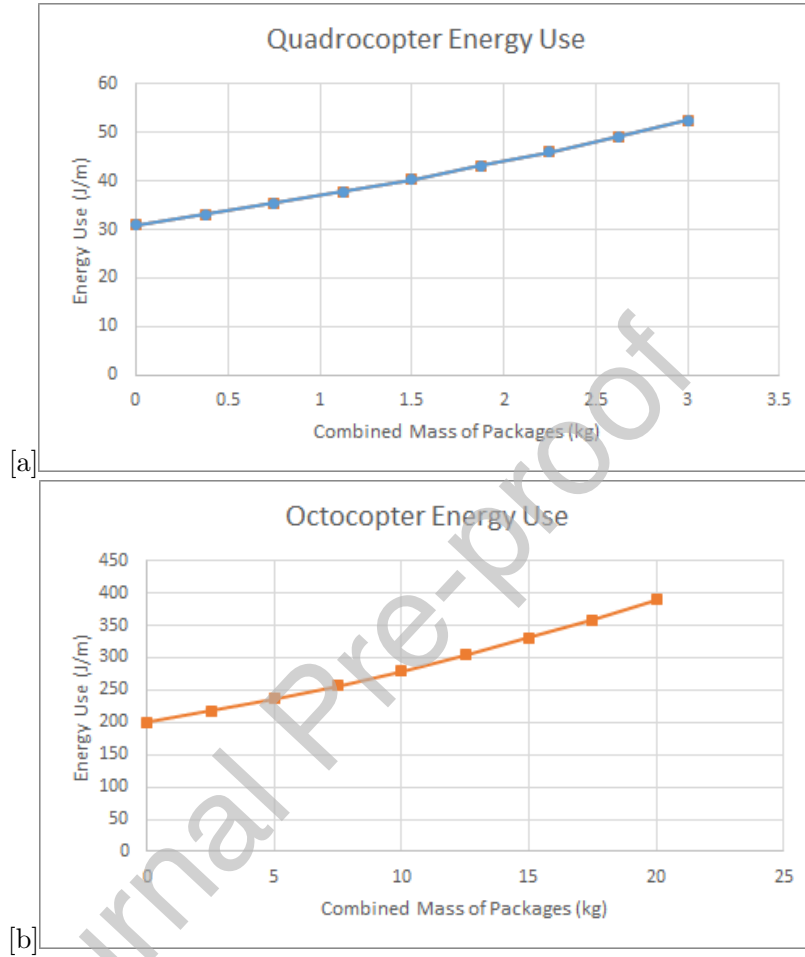 Quadrocopter Energy Use
60
50
40
30
20
10
0
Energy Use (J/m)
0 0.5 1 1.5 2 2.5 3 3.5
Combined Mass of Packages (kg)
[a]
Octocopter Energy Use
450
400
350
300
250
200
150
100
50
0
Energy Use (J/m)
0 5 10 15 20 25
Combined Mass of Packages (kg)
[b]
urnal Pre-proof